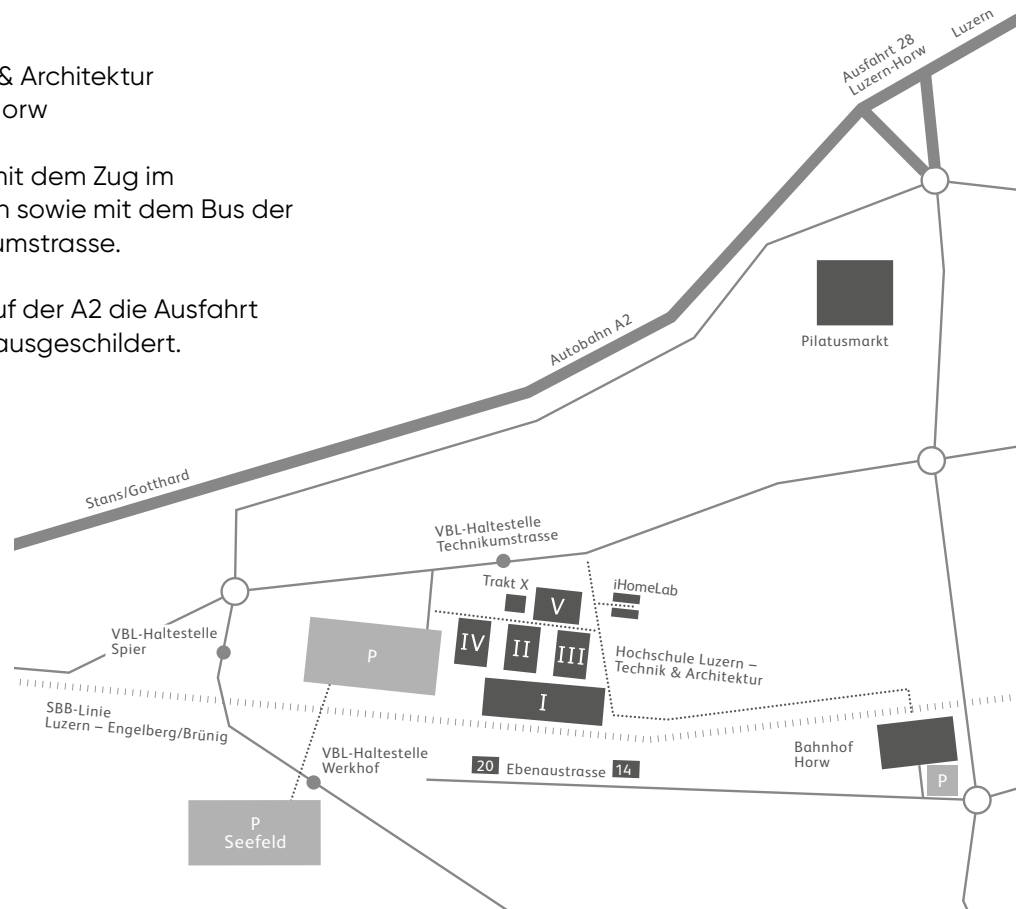 & Architektur
orw
it dem Zug im
sowie mit dem Bus der
umstrasse.
uf der A2 die Ausfahrt
ausgeschildert.
Luzern
Ausfahrt 28
Luzern-Horw
Pilatusmarkt
Autobahn A2
Stans/Gotthard
VBL-Haltestelle
Technikumstrasse
Trakt X
iHomeLab
V
VBL-Haltestelle
Spier
P
IV
II
III
Hochschule Luzern –
Technik & Architektur
I
SBB-Linie
Luzern – Engelberg/Brünig
VBL-Haltestelle
Werkhof
20 Ebenaustrasse 14
Bahnhof
Horw
P
P
Seefeld